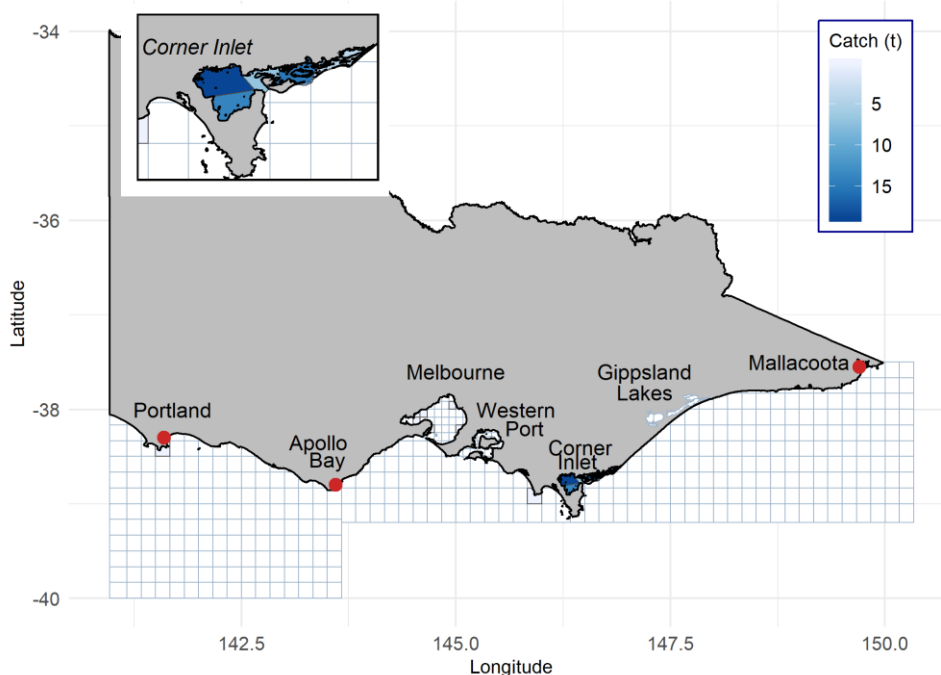 -34
Corner Inlet
Catch (t)
5
10
15
-36
Latitude
Mallacoota
Gippsland
Lakes
Melbourne
-38
Portland
Western
Port
Apollo
Bay
Corner
Inlet
-40
142.5
145.0
147.5
150.0
Longitude